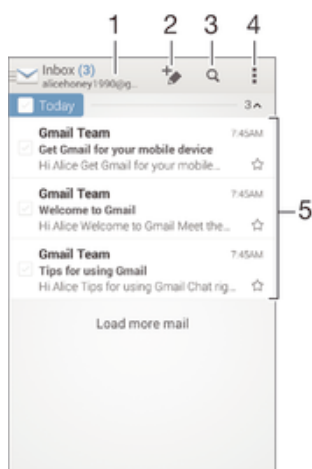 1 2 3 4
Inbox (3)
alicehoney1990@g...
Today 3
Gmail Team 7:45AM
Get Gmail for your mobile device
Hi Alice Get Gmail for your mobile...
Gmail Team 7:45AM
Welcome to Gmail
Hi Alice Welcome to Gmail Meet the...
5
Gmail Team 7:45AM
Tips for using Gmail
Hi Alice Tips for using Gmail Chat rig...
Load more mail